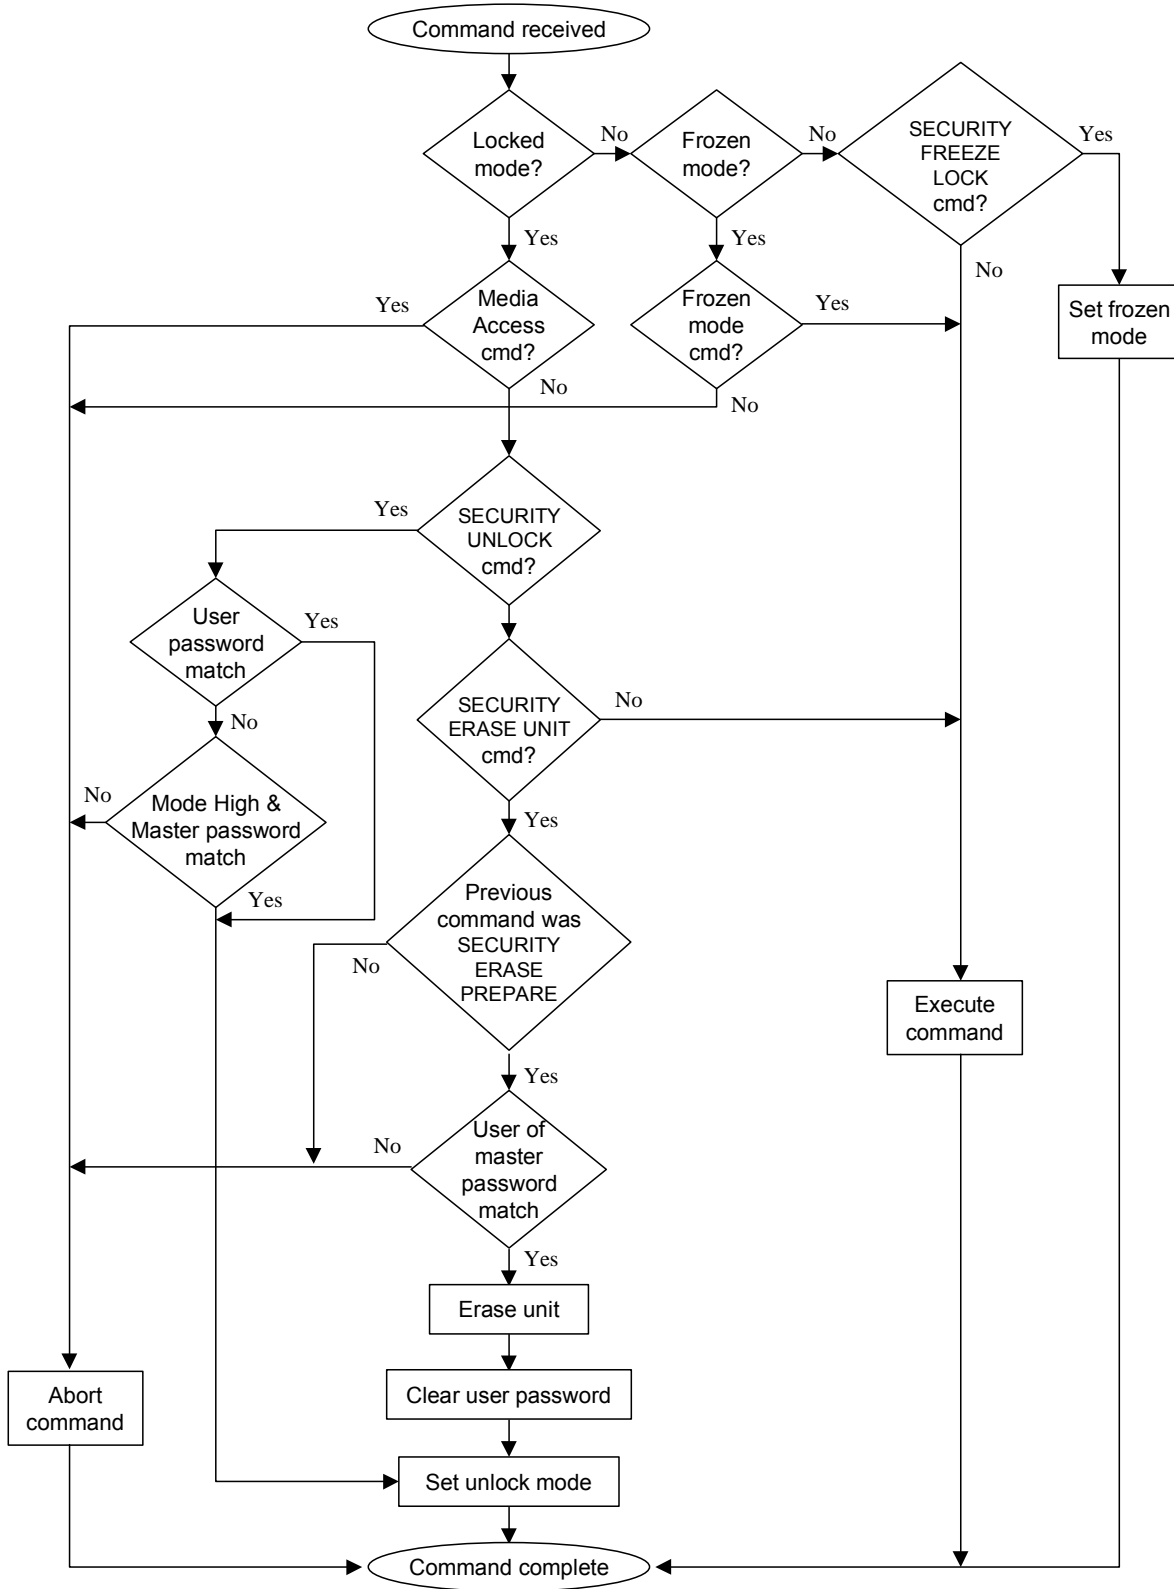 Command received
Locked
mode?
No
Frozen
mode?
No
SECURITY
FREEZE
LOCK
cmd?
Yes
Yes
Yes
No
Yes
Media
Access
cmd?
Frozen
mode
cmd?
Yes
Set frozen
mode
No
No
Yes
SECURITY
UNLOCK
cmd?
User
password
match
Yes
No
SECURITY
ERASE UNIT
cmd?
No
No
Mode High &
Master password
match
Yes
Yes
Previous
command was
SECURITY
ERASE
PREPARE
No
Execute
command
Yes
No
User of
master
password
match
Yes
Erase unit
Abort
command
Clear user password
Set unlock mode
Command complete